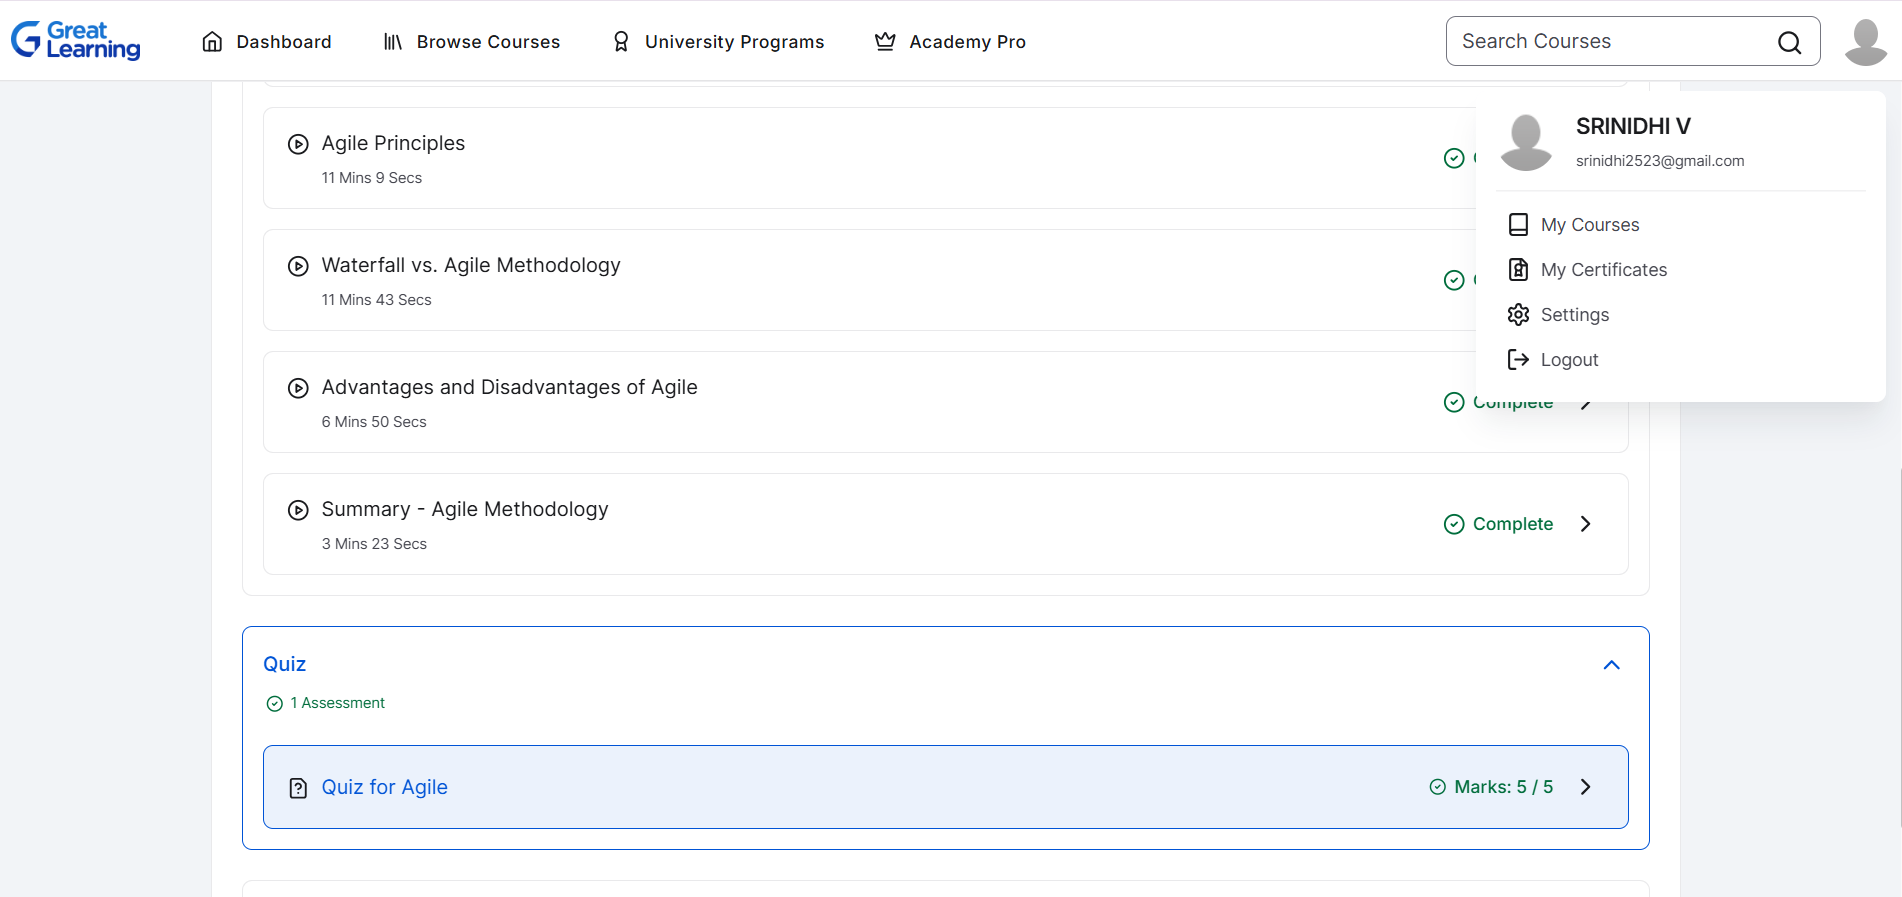 Great Learning
Dashboard
Browse Courses
University Programs
Academy Pro
Search Courses
SRINIDHI V
srinidhi2523@gmail.com
My Courses
My Certificates
Settings
Logout
Agile Principles
11 Mins 9 Secs
Waterfall vs. Agile Methodology
11 Mins 43 Secs
Advantages and Disadvantages of Agile
6 Mins 50 Secs
Complete
Summary - Agile Methodology
3 Mins 23 Secs
Complete
Quiz
1 Assessment
Quiz for Agile
Marks: 5 / 5